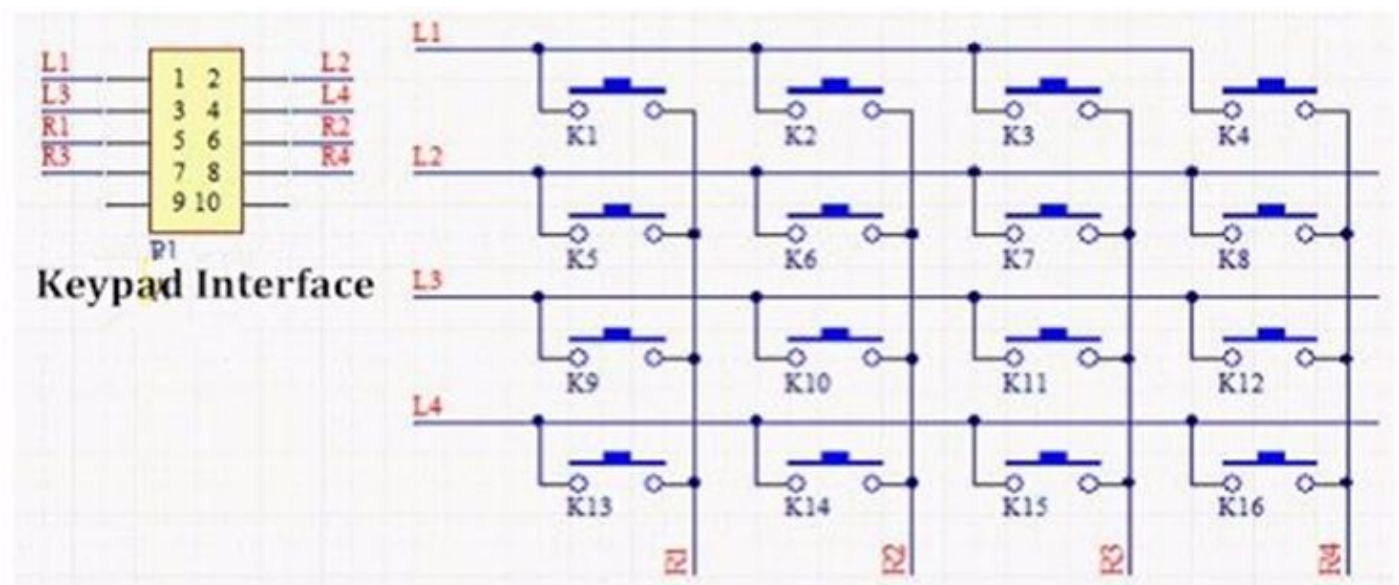 L1
L1 1 2 L2
L3 3 4 L4
R1 5 6 R2
R3 7 8 R4
9 10
P1
Keypad Interface
K1 K2 K3 K4
L2
K5 K6 K7 K8
L3
K9 K10 K11 K12
L4
K13 K14 K15 K16
R1 R2 R3 R4